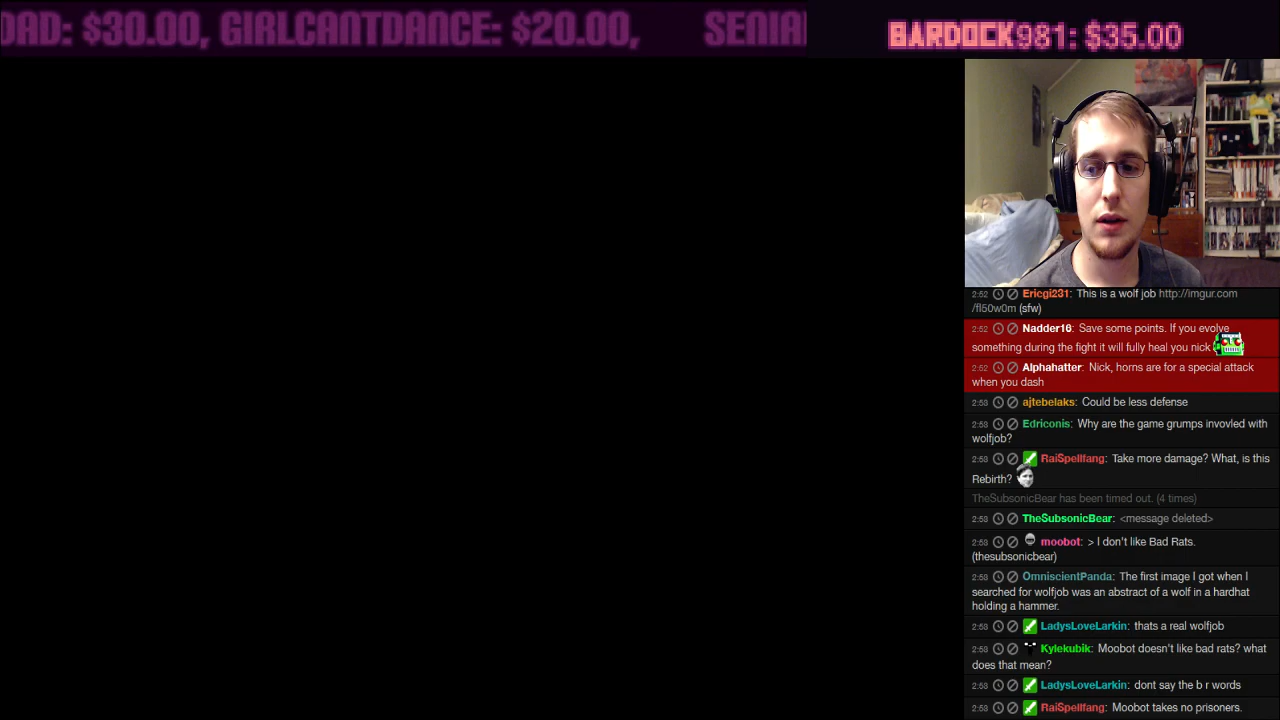 DAD: $30.00, GIRLCANTDANCE: $20.00, SENIA
BARDOCK981: $35.00
2:52 Ericgi231: This is a wolf job http://imgur.com
/fl50w0m (sfw)
2:52 Nadder16: Save some points. If you evolve
something during the fight it will fully heal you nick
2:52 Alphahatter: Nick, horns are for a special attack
when you dash
2:53 ajtebelaks: Could be less defense
2:53 Edriconis: Why are the game grumps invovled with
wolfjob?
2:53 RaiSpellfang: Take more damage? What, is this
Rebirth?
TheSubsonicBear has been timed out. (4 times)
2:53 TheSubsonicBear: <message deleted>
2:53 moobot: > I don't like Bad Rats.
(thesubsonicbear)
2:53 OmniscientPanda: The first image I got when I
searched for wolfjob was an abstract of a wolf in a hardhat
holding a hammer.
2:53 LadysLoveLarkin: thats a real wolfjob
2:53 Kylekubik: Moobot doesn't like bad rats? what
does that mean?
2:53 LadysLoveLarkin: dont say the b r words
2:53 RaiSpellfang: Moobot takes no prisoners.